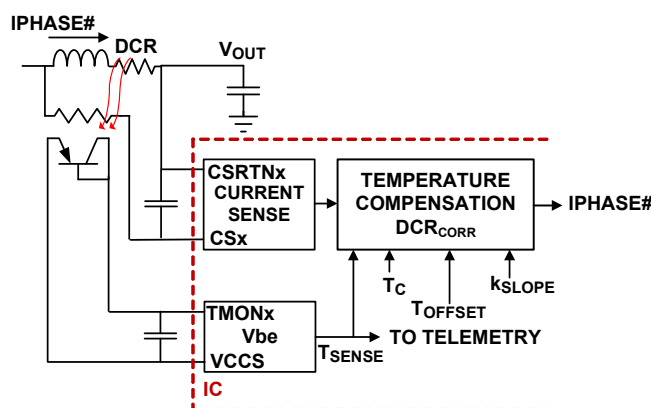 IPHASE#
DCR
VOUT
CSRTNx
CURRENT
SENSE
CSx
TEMPERATURE
COMPENSATION
DCRCORR
IPHASE#
TC
TOFFSET
kSLOPE
TMONx
Vbe
VCCS
TSENSE
TO TELEMETRY
IC